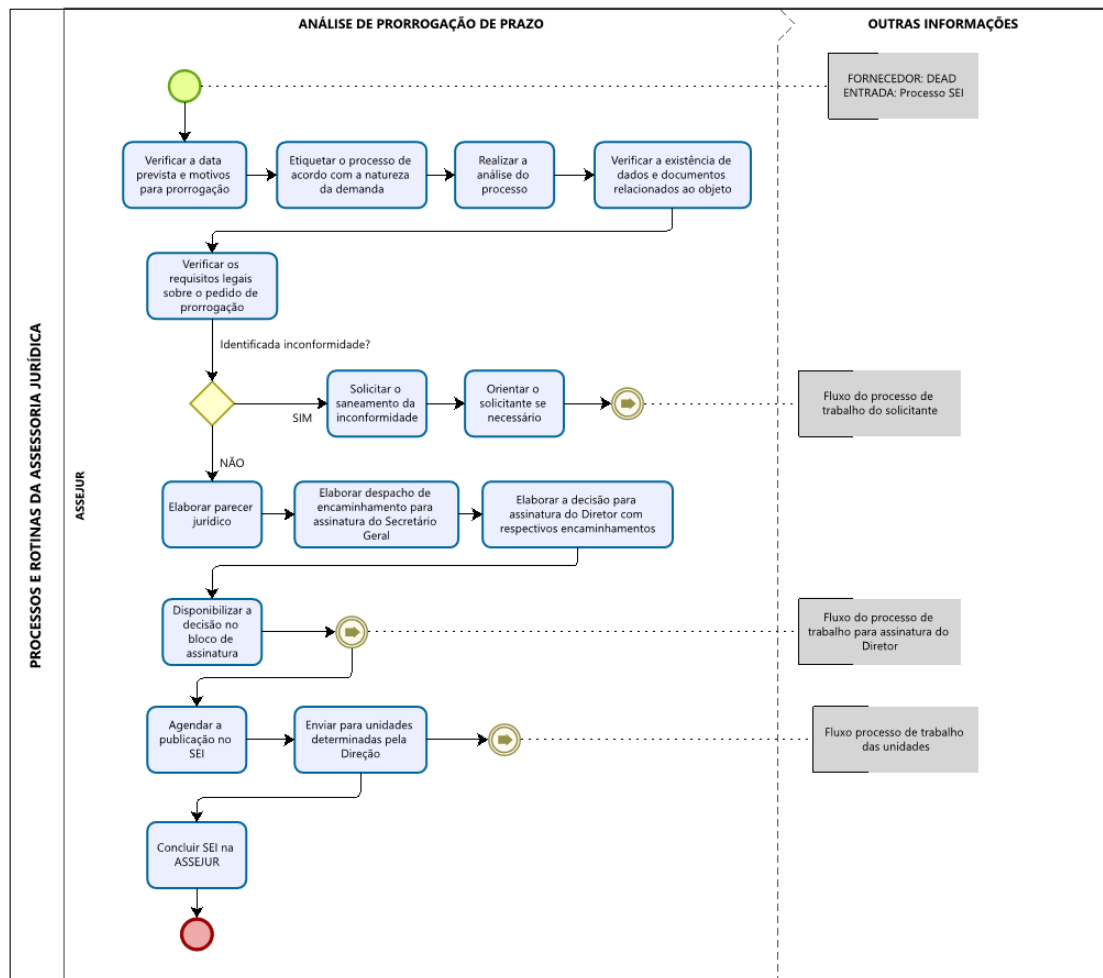 ANÁLISE DE PRORROGAÇÃO DE PRAZO
OUTRAS INFORMAÇÕES
PROCESSOS E ROTINAS DA ASSESSORIA JURÍDICA
ASSEJUR
FORNECEDOR: DEAD
ENTRADA: Processo SEI
Verificar a data
prevista e motivos
para prorrogação
Etiquetar o processo de
acordo com a natureza
da demanda
Realizar a
análise do
processo
Verificar a existência de
dados e documentos
relacionados ao objeto
Verificar os
requisitos legais
sobre o pedido de
prorrogação
Identificada inconformidade?
SIM
Solicitar o
saneamento da
inconformidade
Orientar o
solicitante se
necessário
Fluxo do processo de
trabalho do solicitante
NÃO
Elaborar parecer
jurídico
Elaborar despacho de
encaminhamento para
assinatura do Secretário
Geral
Elaborar a decisão para
assinatura do Diretor com
respectivos encaminhamentos
Disponibilizar a
decisão no
bloco de
assinatura
Fluxo do processo de
trabalho para assinatura do
Diretor
Agendar a
publicação no
SEI
Enviar para unidades
determinadas pela
Direção
Fluxo processo de trabalho
das unidades
Concluir SEI na
ASSEJUR